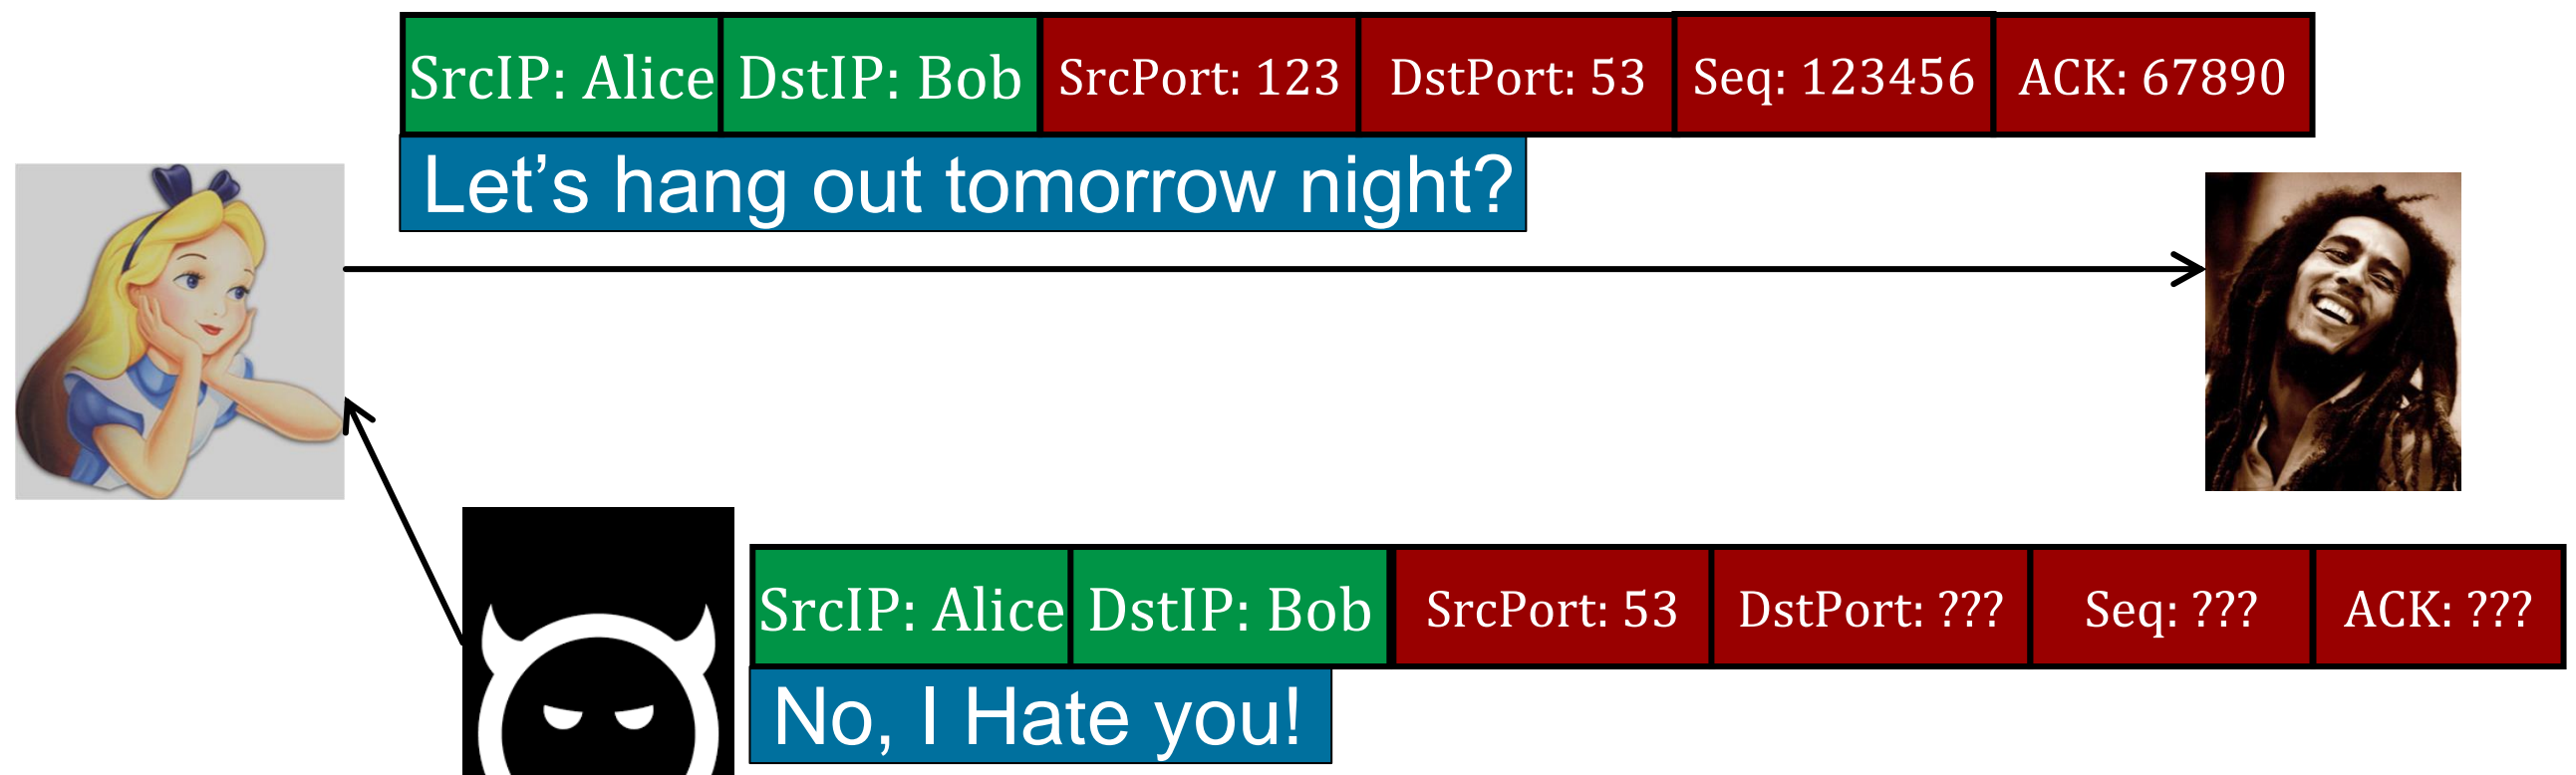 SrcIP: Alice DstIP: Bob SrcPort: 123 DstPort: 53 Seq: 123456 ACK: 67890
Let’s hang out tomorrow night?
SrcIP: Alice DstIP: Bob SrcPort: 53 DstPort: ??? Seq: ??? ACK: ???
No, I Hate you!